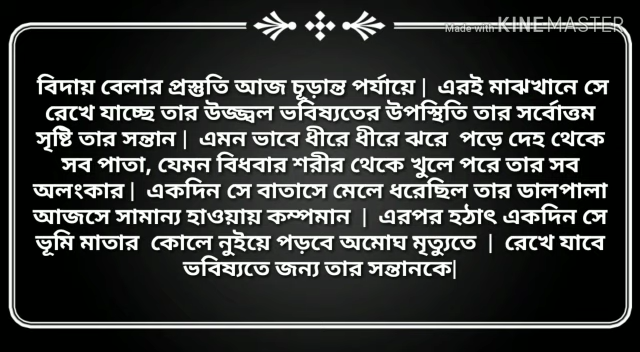 Made with KINEMASTER
বিদায় বেলার প্রস্তুতি আজ চূড়ান্ত পর্যায়ে | এরই মাঝখানে সে
রেখে যাচ্ছে তার উজ্জ্বল ভবিষ্যতের উপস্থিতি তার সর্বোত্তম
সৃষ্টি তার সন্তান | এমন ভাবে ধীরে ধীরে ঝরে পড়ে দেহ থেকে
সব পাতা, যেমন বিধবার শরীর থেকে খুলে পরে তার সব
অলংকার | একদিন সে বাতাসে মেলে ধরেছিল তার ডালপালা
আজসে সামান্য হাওয়ায় কম্পমান | এরপর হঠাৎ একদিন সে
ভূমি মাতার কোলে নুইয়ে পড়বে অমোঘ মৃত্যুতে | রেখে যাবে
ভবিষ্যতে জন্য তার সন্তানকে|